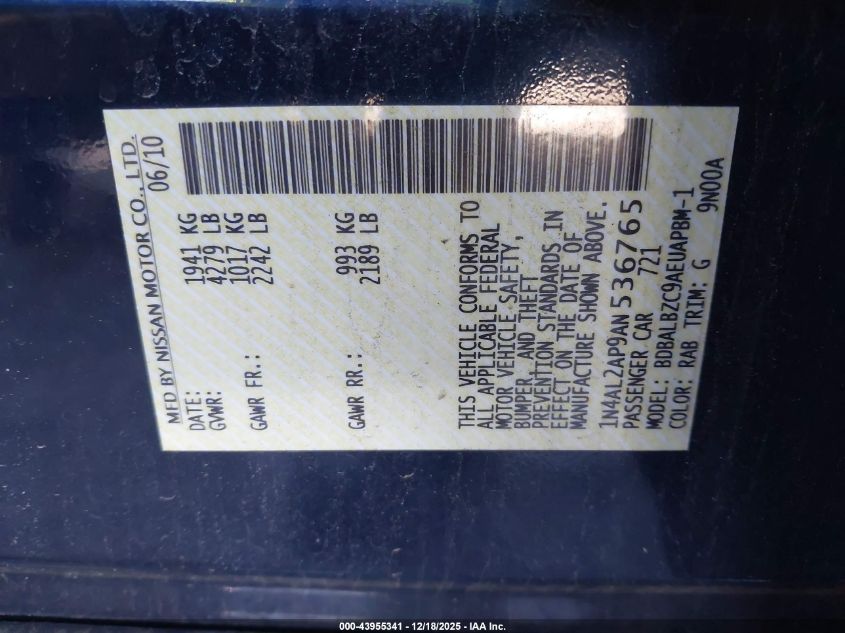 MFD BY NISSAN MOTOR CO., LTD.
DATE: 06/10
GVWR: 1941 KG
4279 LB
GAWR FR.: 1017 KG
2242 LB
GAWR RR.: 993 KG
2189 LB
THIS VEHICLE CONFORMS TO
ALL APPLICABLE FEDERAL
MOTOR VEHICLE SAFETY,
BUMPER AND THEFT
PREVENTION STANDARDS IN
EFFECT ON THE DATE OF
MANUFACTURE SHOWN ABOVE.
1N4AL2AP9AN536765
PASSENGER CAR 721
MODEL: BDBALBZC9AEUAPBM-1
COLOR: RAB TRIM: G 9N00A
000-43955341 - 12/18/2025 - IAA Inc.